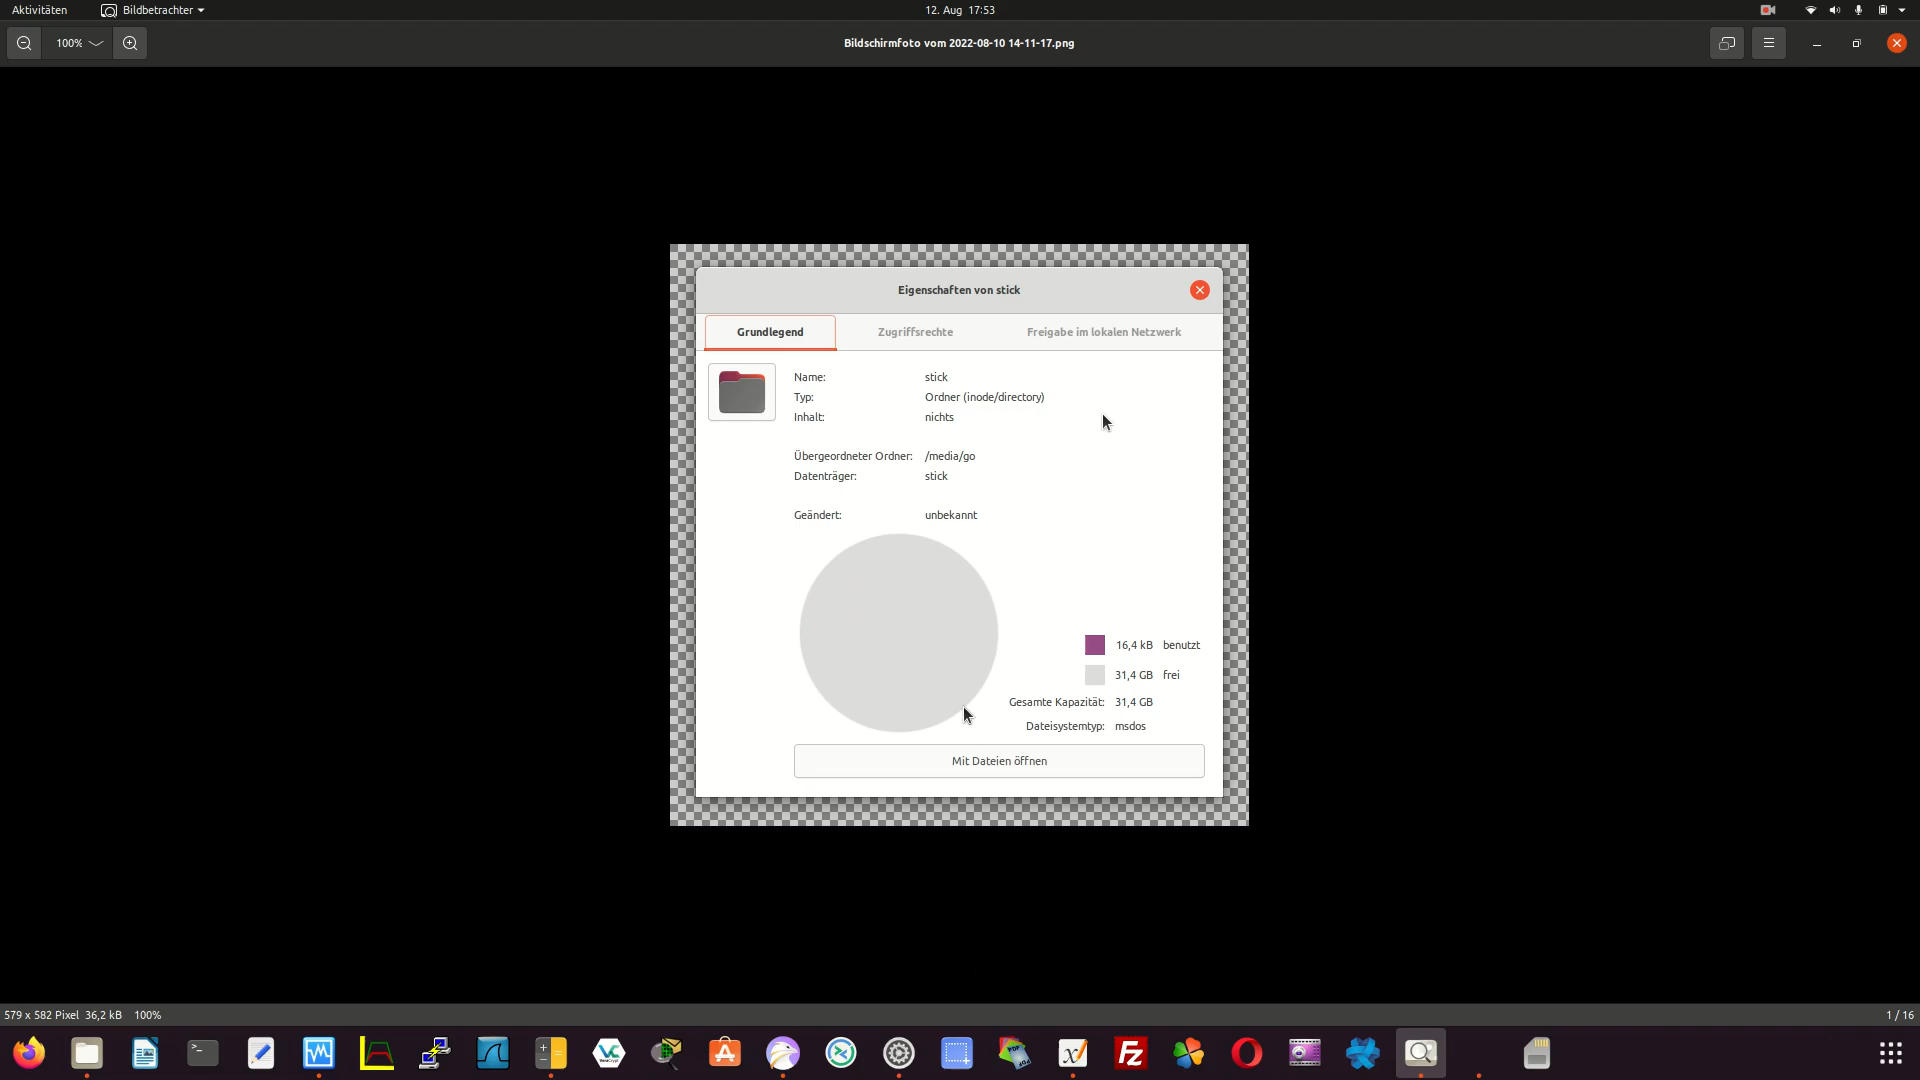 Aktivitäten Bildbetrachter 12. Aug 17:53
100% Bildschirmfoto vom 2022-08-10 14-11-17.png
Eigenschaften von stick
Grundlegend Zugriffsrechte Freigabe im lokalen Netzwerk
Name: stick
Typ: Ordner (inode/directory)
Inhalt: nichts
Übergeordneter Ordner: /media/go
Datenträger: stick
Geändert: unbekannt
16,4 kB benutzt
31,4 GB frei
Gesamte Kapazität: 31,4 GB
Dateisystemtyp: msdos
Mit Dateien öffnen
579 x 582 Pixel 36,2 kB 100% 1 / 16